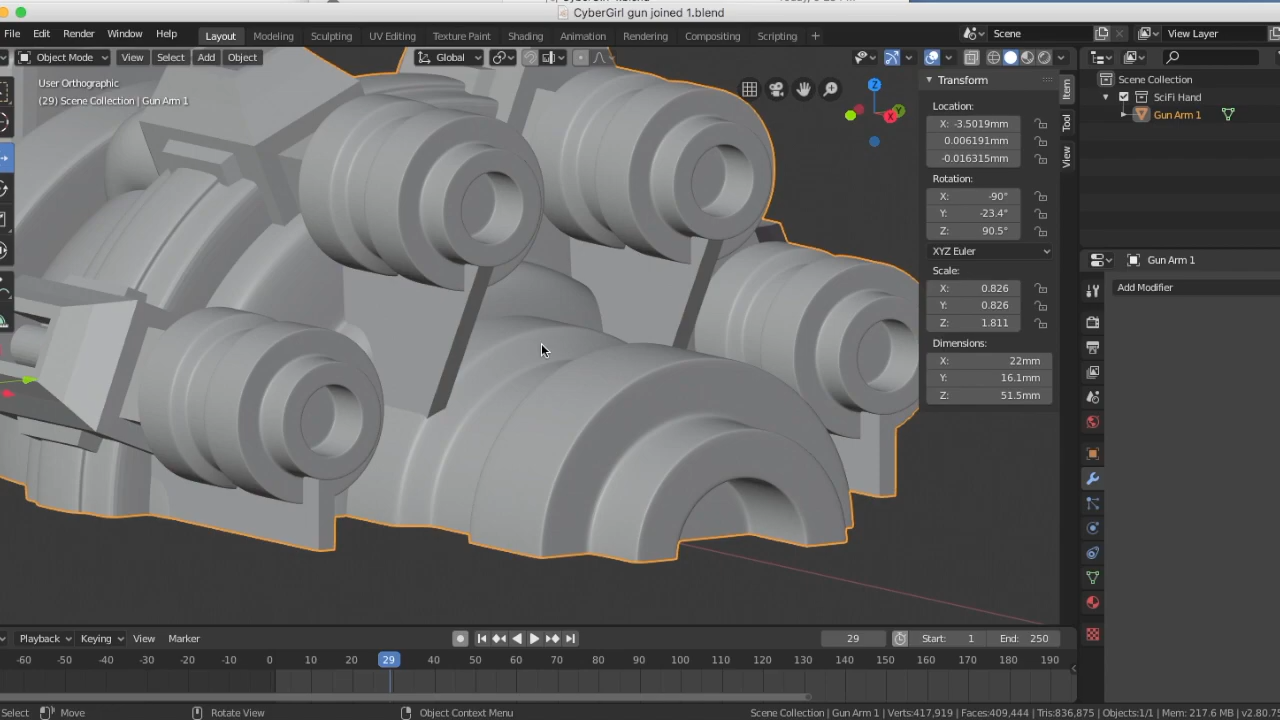 CyberGirl gun joined 1.blend
File Edit Render Window Help Layout Modeling Sculpting UV Editing Texture Paint Shading Animation Rendering Compositing Scripting + Scene View Layer
Object Mode View Select Add Object Global
User Orthographic
(29) Scene Collection | Gun Arm 1
Z
Y
X
Transform
Location:
X: -3.5019mm
0.006191mm
-0.016315mm
Rotation:
X: -90°
Y: -23.4°
Z: 90.5°
XYZ Euler
Scale:
X: 0.826
Y: 0.826
Z: 1.811
Dimensions:
X: 22mm
Y: 16.1mm
Z: 51.5mm
Item
Tool
View
Scene Collection
SciFi Hand
Gun Arm 1
Gun Arm 1
Add Modifier
Playback Keying View Marker 29 Start: 1 End: 250
-60 -50 -40 -30 -20 -10 0 10 20 29 40 50 60 70 80 90 100 110 120 130 140 150 160 170 180 190
Select Move Rotate View Object Context Menu Scene Collection | Gun Arm 1 | Verts:417,919 | Faces:409,444 | Tris:836,875 | Objects:1/1 | Mem: 217.6 MB | v2.80.75